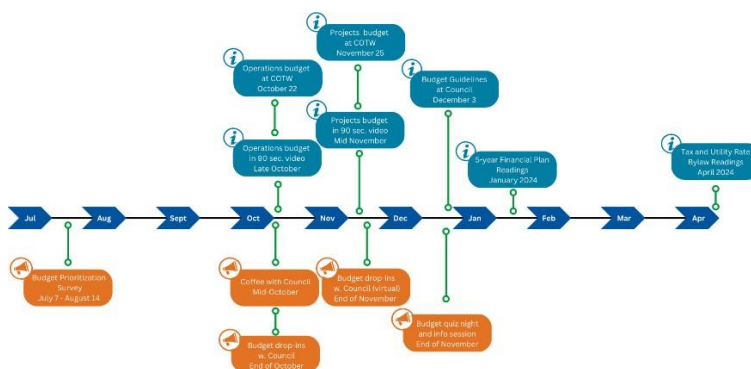 Projects budget
at COTW
November 25
Operations budget
at COTW
October 22
Budget Guidelines
at Council
December 3
Projects budget
in 90 sec. video
Mid November
Operations budget
in 90 sec. video
Late October
5-year Financial Plan
Readings
January 2024
Tax and Utility Rate
Bylaw Readings
April 2024
Jul
Aug
Sept
Oct
Nov
Dec
Jan
Feb
Mar
Apr
Budget Prioritization
Survey
July 7 - August 14
Coffee with Council
Mid-October
Budget drop-ins
w. Council (virtual)
End of November
Budget quiz night
and info session
End of November
Budget drop-ins
w. Council
End of October